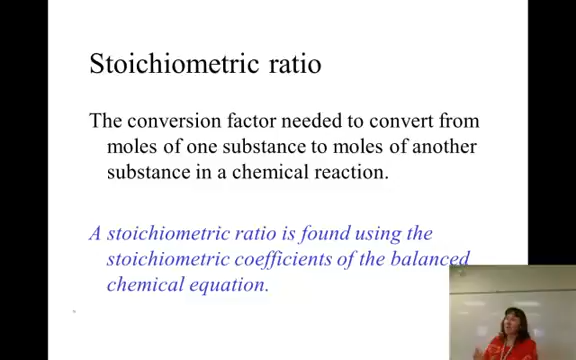 Stoichiometric ratio
The conversion factor needed to convert from
moles of one substance to moles of another
substance in a chemical reaction.
A stoichiometric ratio is found using the
stoichiometric coefficients of the balanced
chemical equation.